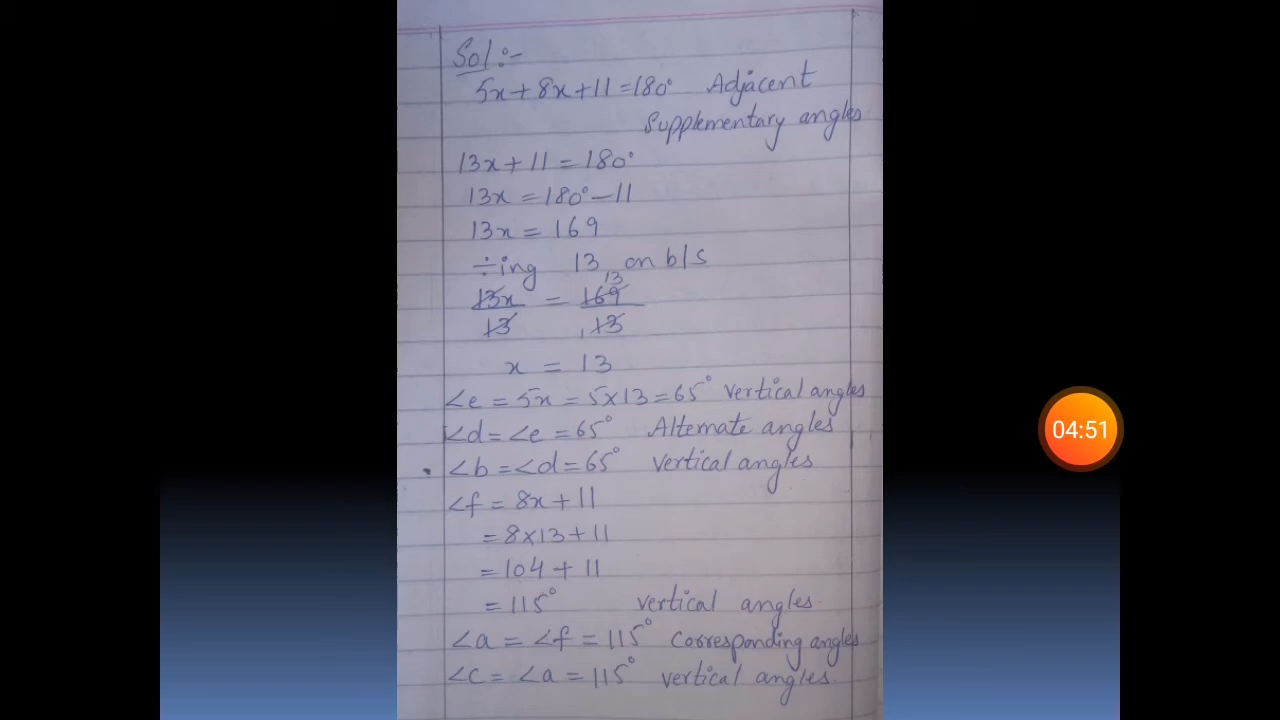 Sol:-
5x + 8x + 11 = 180° Adjacent
Supplementary angles
13x + 11 = 180°
13x = 180° - 11
13x = 169
÷ing 13 on b/s
13
13x = 169
13 13
x = 13
∠e = 5x = 5×13 = 65° vertical angles
∠d = ∠e = 65° Alternate angles
∠b = ∠d = 65° vertical angles
∠f = 8x + 11
= 8×13 + 11
= 104 + 11
= 115° vertical angles.
∠a = ∠f = 115° Corresponding angles
∠c = ∠a = 115° vertical angles.
04:51